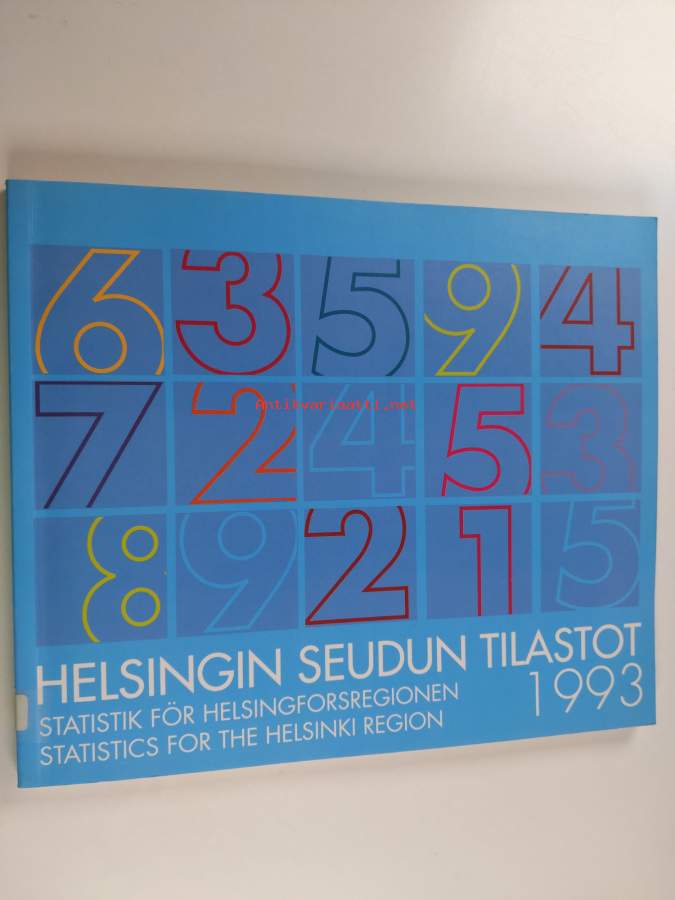 6 3 5 9 4
7 2 4 5 3
Antikvariaatti.net
8 9 2 1 5
HELSINGIN SEUDUN TILASTOT
STATISTIK FÖR HELSINGFORSREGIONEN
STATISTICS FOR THE HELSINKI REGION
1993